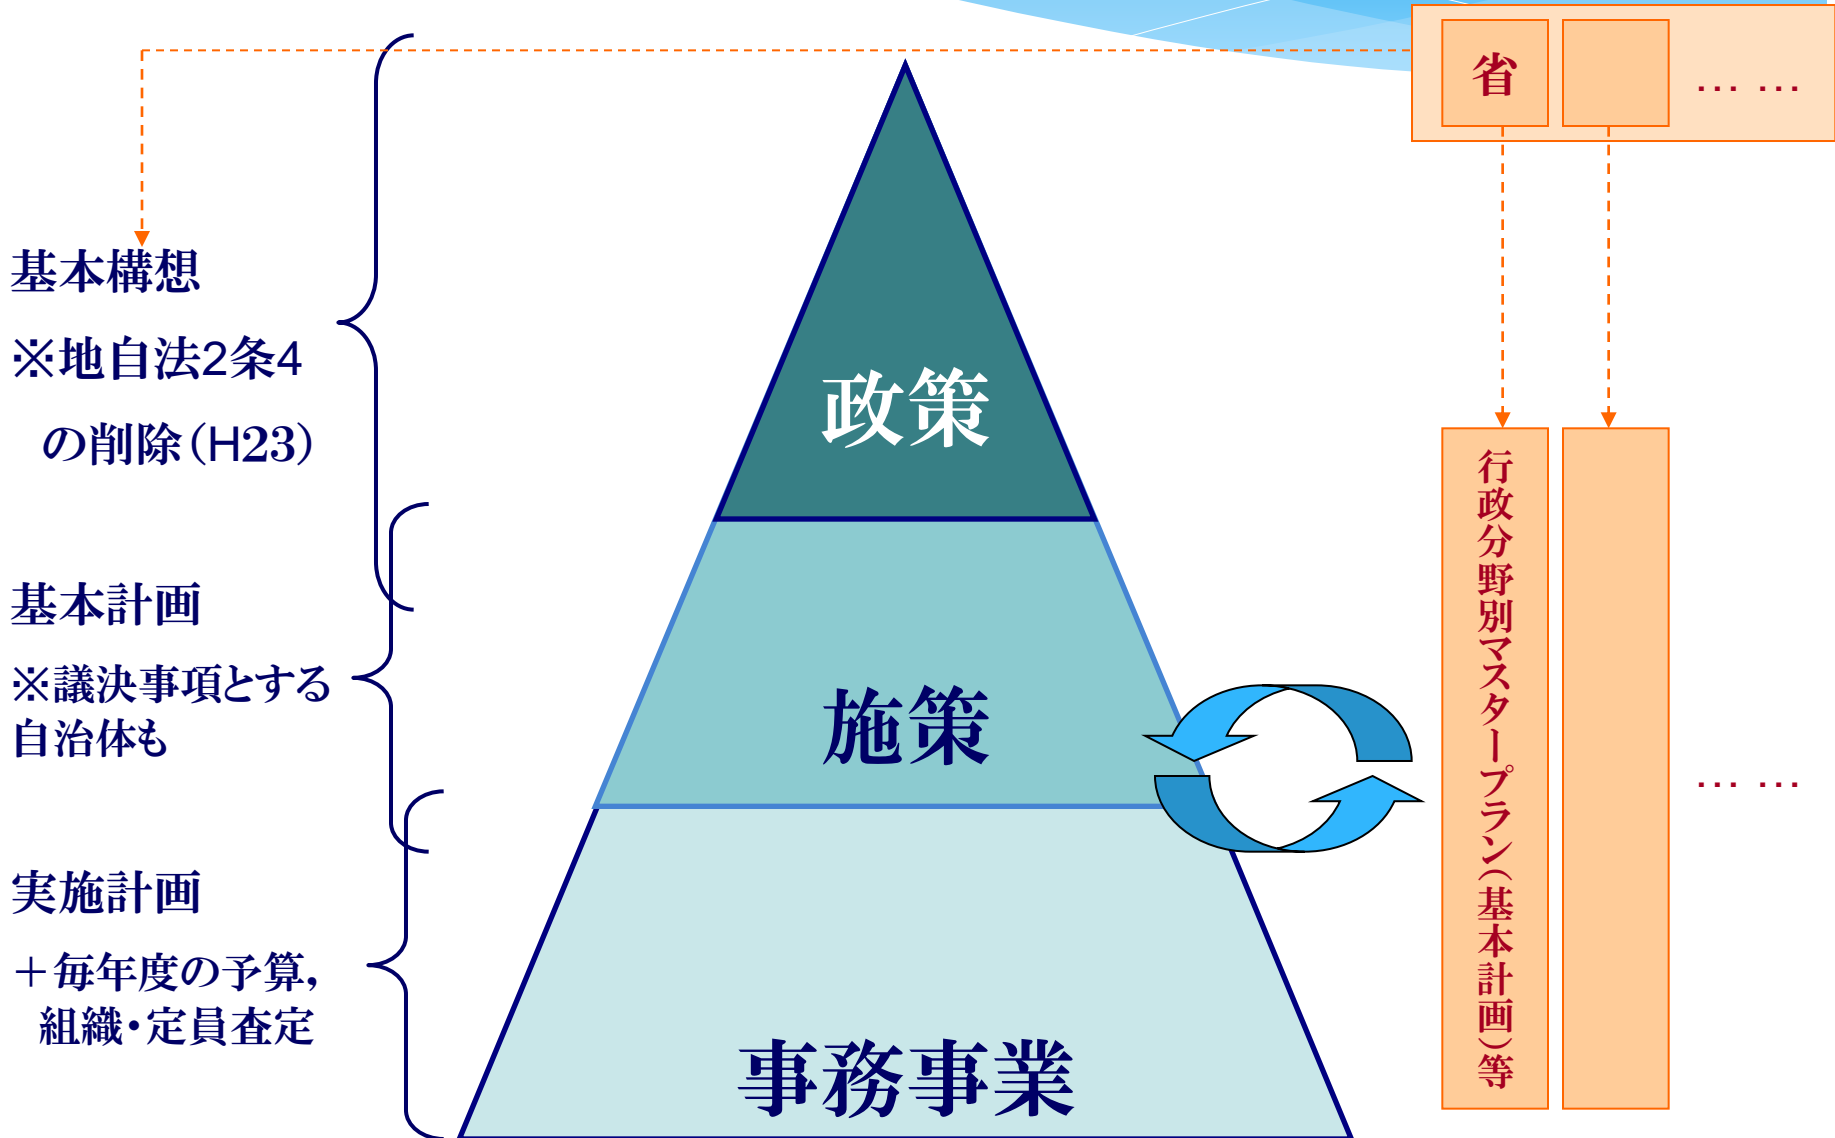 省
… …
基本構想
※地自法2条4
の削除（H23）
政策
基本計画
※議決事項とする
自治体も
施策
実施計画
＋毎年度の予算，
組織・定員査定
事務事業
行政分野別マスタープラン（基本計画）等
… …